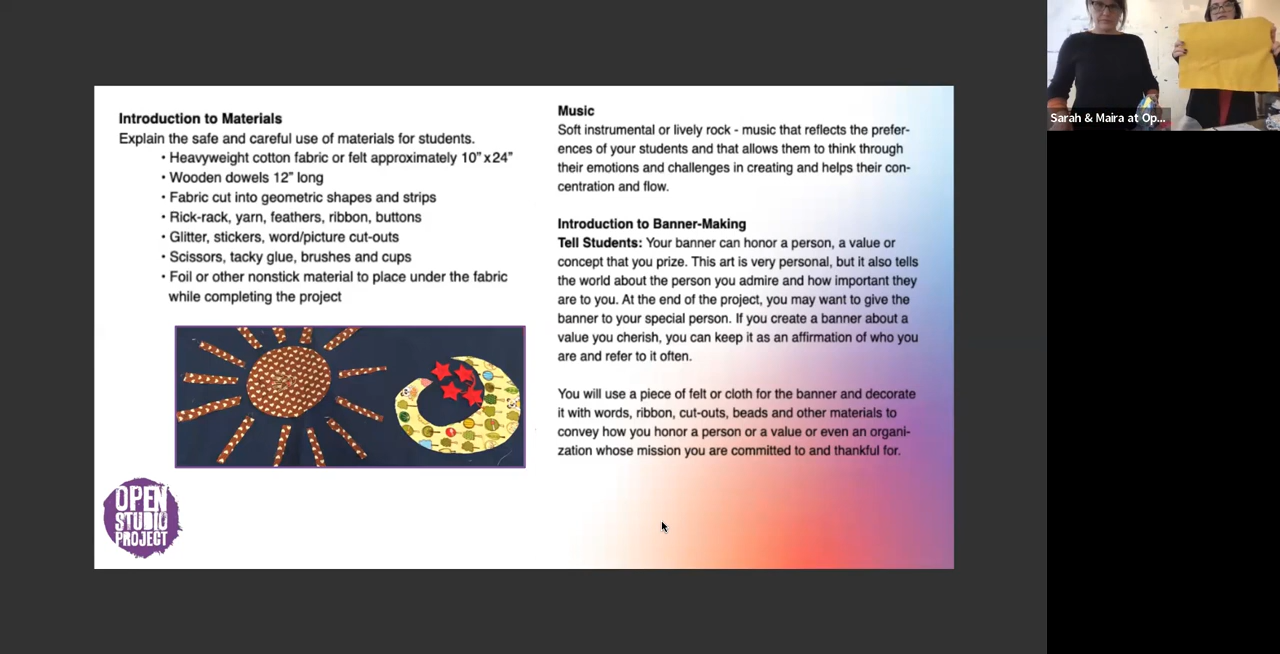 Introduction to Materials
Explain the safe and careful use of materials for students.
• Heavyweight cotton fabric or felt approximately 10" x 24"
• Wooden dowels 12" long
• Fabric cut into geometric shapes and strips
• Rick-rack, yarn, feathers, ribbon, buttons
• Glitter, stickers, word/picture cut-outs
• Scissors, tacky glue, brushes and cups
• Foil or other nonstick material to place under the fabric
while completing the project
OPEN
STUDIO
PROJECT
Music
Soft instrumental or lively rock - music that reflects the prefer-
ences of your students and that allows them to think through
their emotions and challenges in creating and helps their con-
centration and flow.
Introduction to Banner-Making
Tell Students: Your banner can honor a person, a value or
concept that you prize. This art is very personal, but it also tells
the world about the person you admire and how important they
are to you. At the end of the project, you may want to give the
banner to your special person. If you create a banner about a
value you cherish, you can keep it as an affirmation of who you
are and refer to it often.
You will use a piece of felt or cloth for the banner and decorate
it with words, ribbon, cut-outs, beads and other materials to
convey how you honor a person or a value or even an organi-
zation whose mission you are committed to and thankful for.
Sarah & Maira at Op...